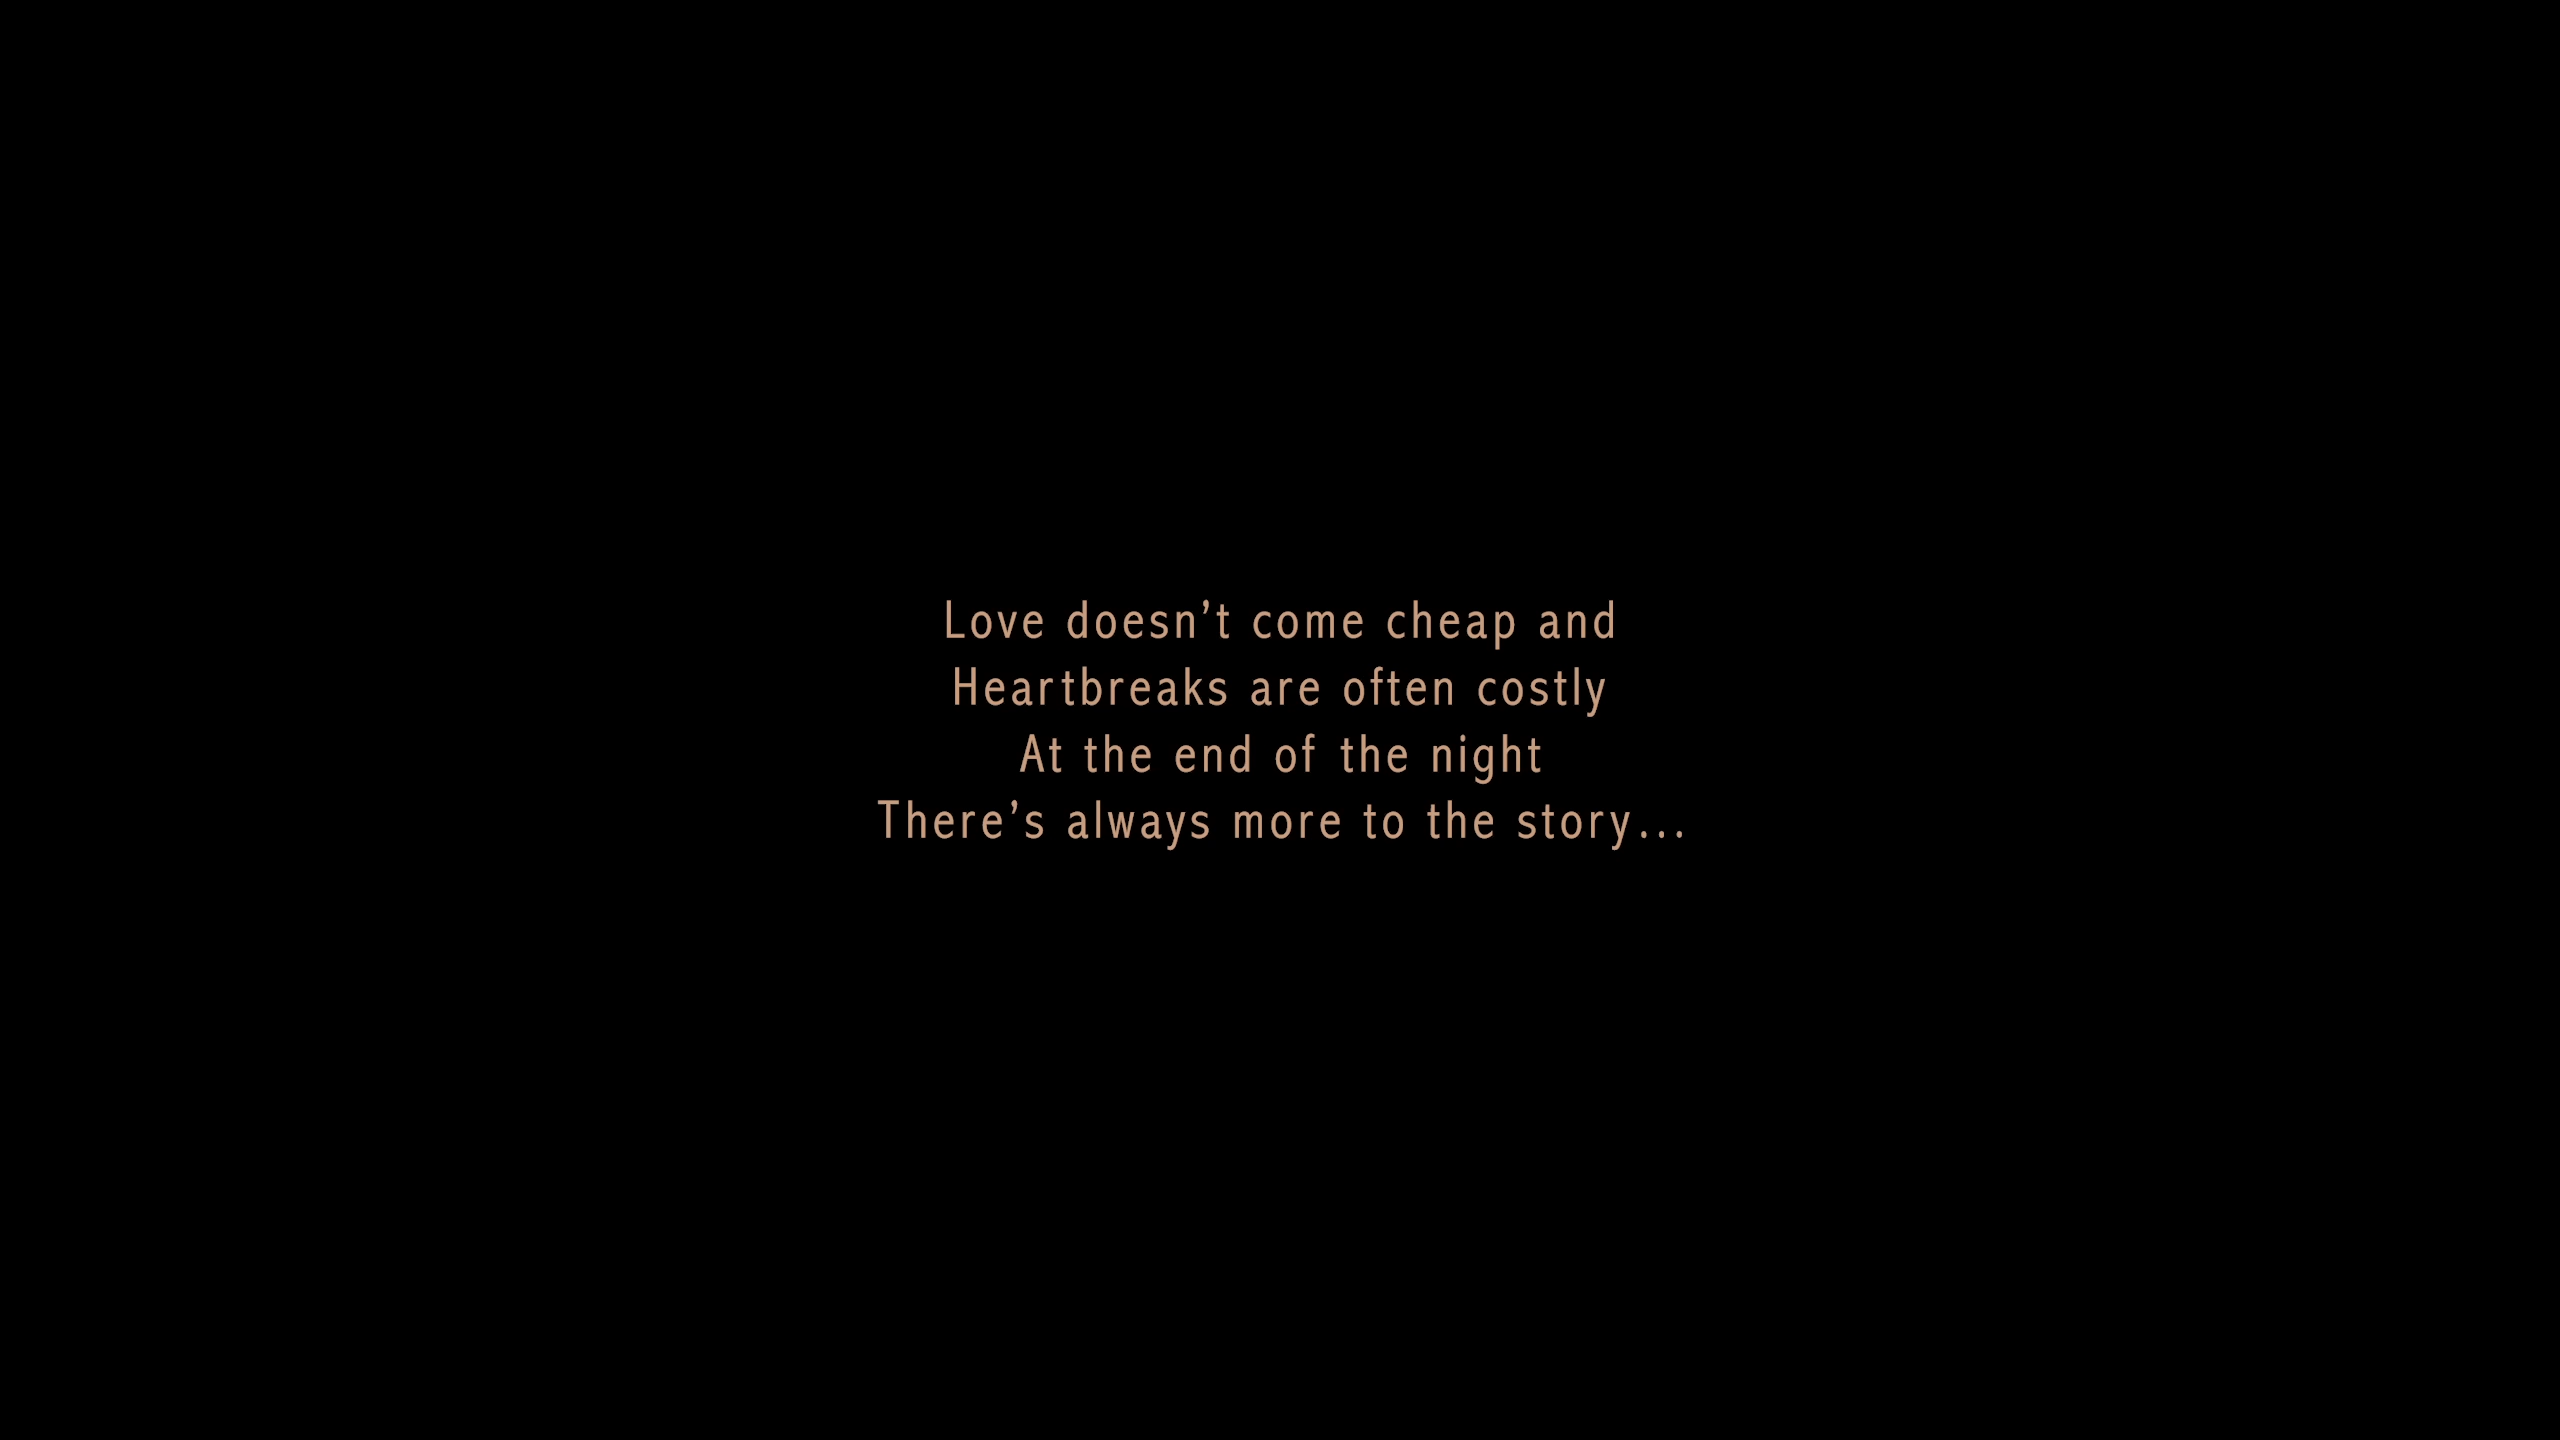 Love doesn’t come cheap and
Heartbreaks are often costly
At the end of the night
There’s always more to the story...